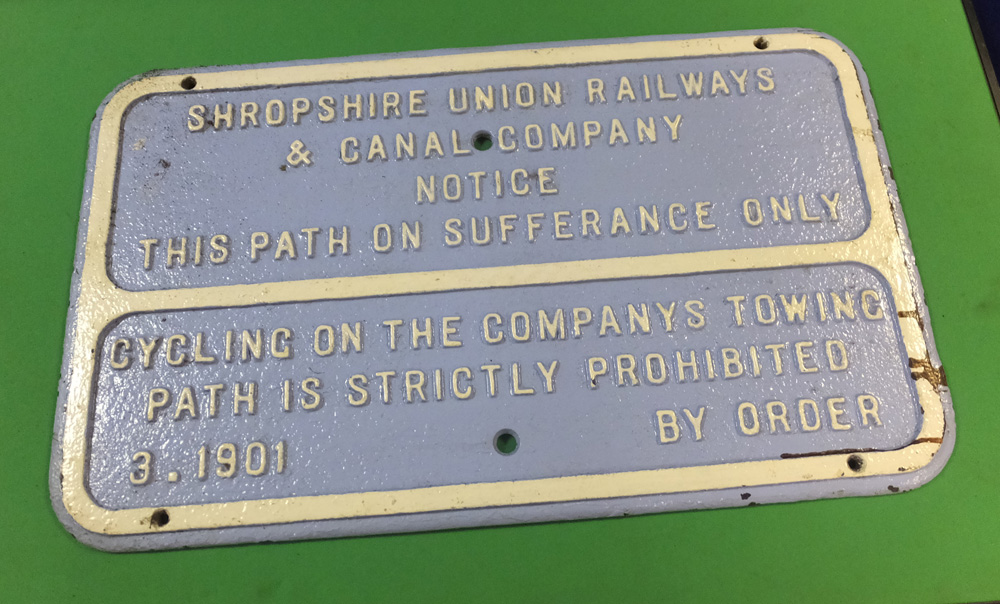 SHROPSHIRE UNION RAILWAYS
& CANAL COMPANY
NOTICE
THIS PATH ON SUFFERANCE ONLY
CYCLING ON THE COMPANYS TOWING
PATH IS STRICTLY PROHIBITED
BY ORDER
3.1901